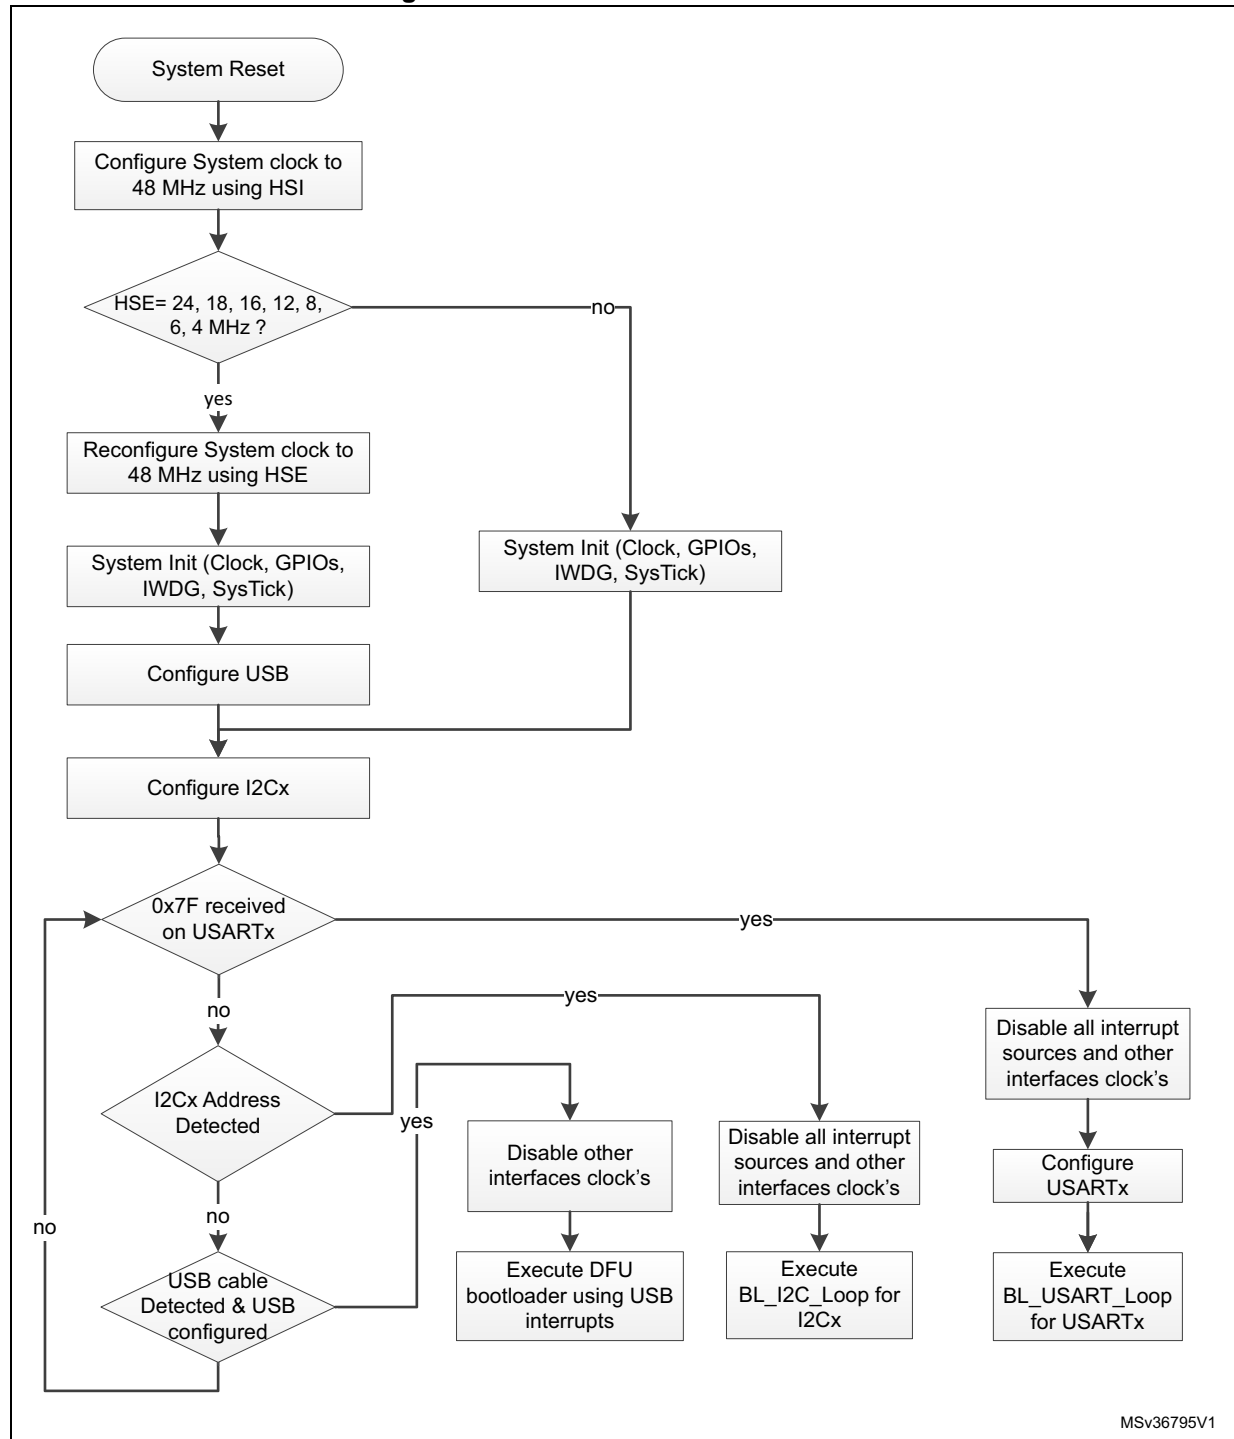 System Reset
Configure System clock to
48 MHz using HSI
HSE= 24, 18, 16, 12, 8,
6, 4 MHz ?
no
yes
Reconfigure System clock to
48 MHz using HSE
System Init (Clock, GPIOs,
IWDG, SysTick)
System Init (Clock, GPIOs,
IWDG, SysTick)
Configure USB
Configure I2Cx
0x7F received
on USARTx
yes
no
yes
Disable all interrupt
sources and other
interfaces clock's
I2Cx Address
Detected
yes
Disable other
interfaces clock's
Disable all interrupt
sources and other
interfaces clock's
Configure
USARTx
no
no
USB cable
Detected & USB
configured
Execute DFU
bootloader using USB
interrupts
Execute
BL_I2C_Loop for
I2Cx
Execute
BL_USART_Loop
for USARTx
MSv36795V1